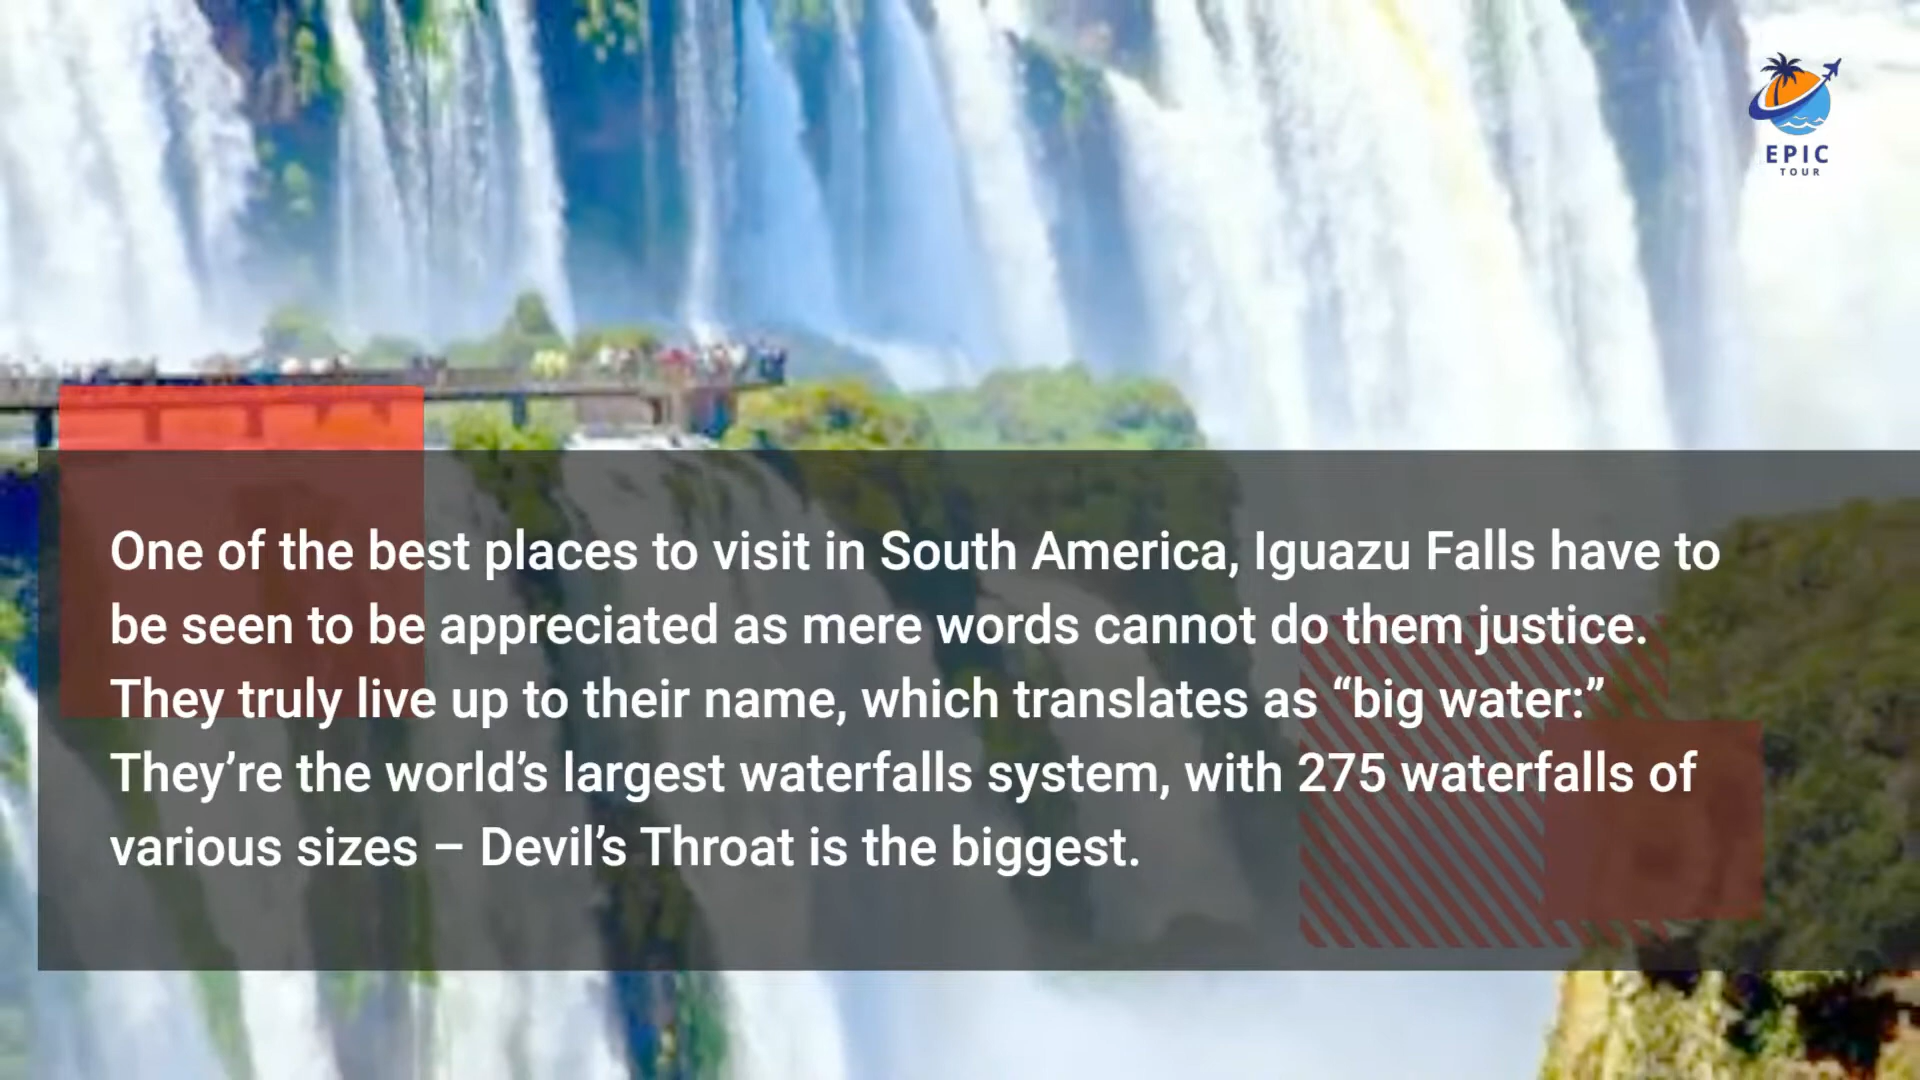 EPIC
TOUR
One of the best places to visit in South America, Iguazu Falls have to
be seen to be appreciated as mere words cannot do them justice.
They truly live up to their name, which translates as “big water:”
They’re the world’s largest waterfalls system, with 275 waterfalls of
various sizes – Devil’s Throat is the biggest.